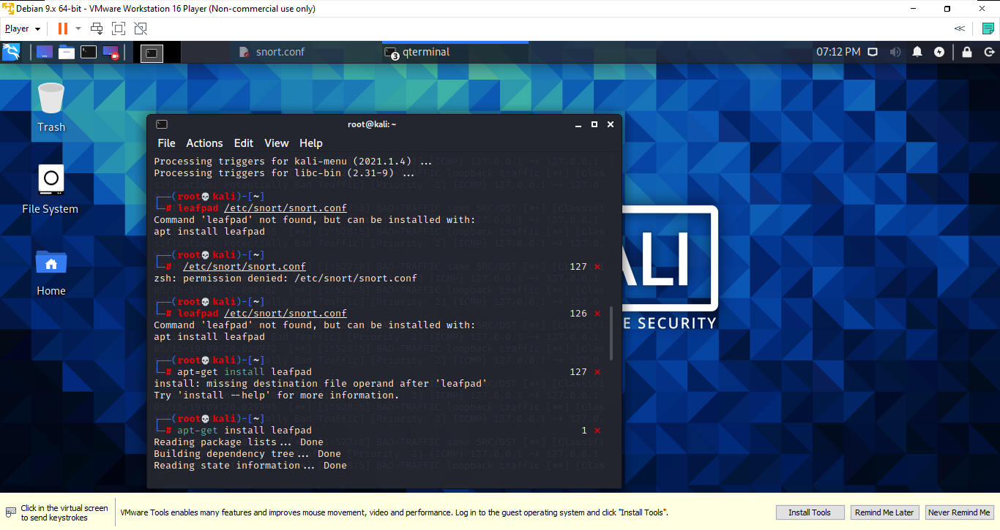 Debian 9.x 64-bit - VMware Workstation 16 Player (Non-commercial use only)
Player
snort.conf
3 qterminal
07:12 PM
Trash
File System
Home
ALI
E SECURITY
root@kali: ~
File Actions Edit View Help
Processing triggers for kali-menu (2021.1.4) ...
Processing triggers for libc-bin (2.31-9) ...
┌──(root💀kali)-[~]
└─# leafpad /etc/snort/snort.conf
Command 'leafpad' not found, but can be installed with:
apt install leafpad
┌──(root💀kali)-[~]
└─# /etc/snort/snort.conf 127 ⨯
zsh: permission denied: /etc/snort/snort.conf
┌──(root💀kali)-[~]
└─# leafpad /etc/snort/snort.conf 126 ⨯
Command 'leafpad' not found, but can be installed with:
apt install leafpad
┌──(root💀kali)-[~]
└─# apt=get install leafpad 127 ⨯
install: missing destination file operand after 'leafpad'
Try 'install --help' for more information.
┌──(root💀kali)-[~]
└─# apt-get install leafpad 1 ⨯
Reading package lists... Done
Building dependency tree... Done
Reading state information... Done
Click in the virtual screen
to send keystrokes
VMware Tools enables many features and improves mouse movement, video and performance. Log in to the guest operating system and click "Install Tools".
Install Tools
Remind Me Later
Never Remind Me